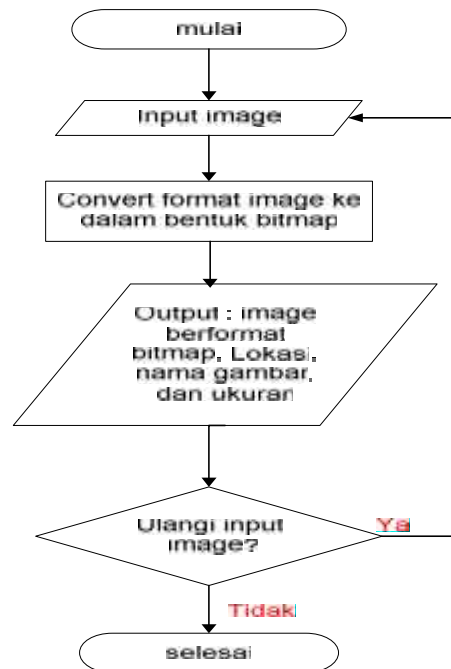 mulai
Input image
Convert format image ke
dalam bentuk bitmap
Output : image
berformat
bitmap, Lokasi,
nama gambar,
dan ukuran
Ulangi input
image?
Ya
Tidak
selesai